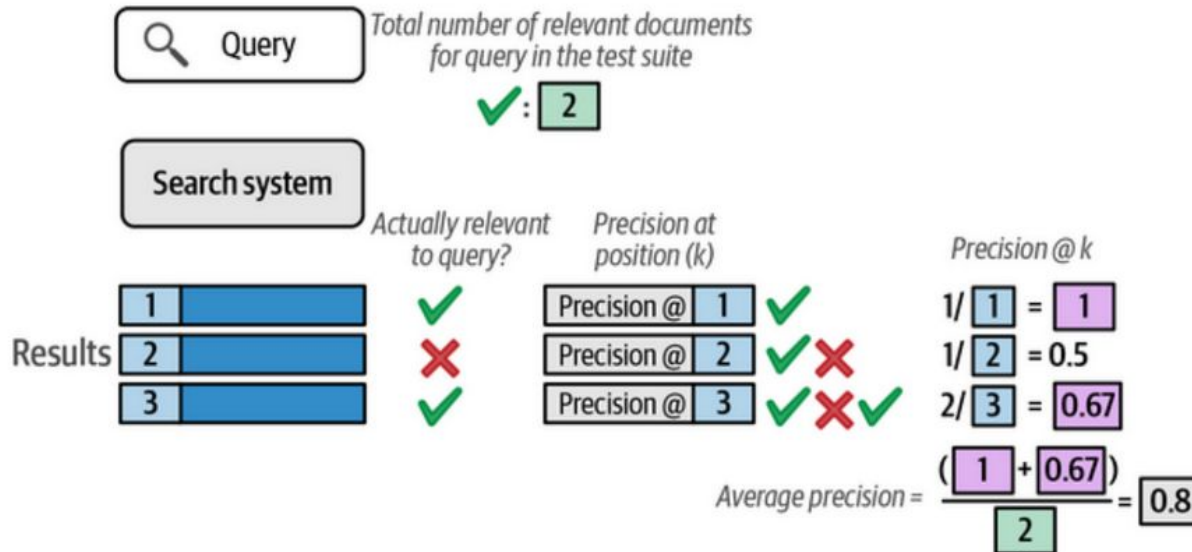 Query
Total number of relevant documents
for query in the test suite
: 2
Search system
Actually relevant
to query?
Precision at
position (k)
Precision @ k
Results
1
Precision @ 1
1/ 1 = 1
2
Precision @ 2
1/ 2 = 0.5
3
Precision @ 3
2/ 3 = 0.67
Average precision = (1 + 0.67)
2
= 0.8